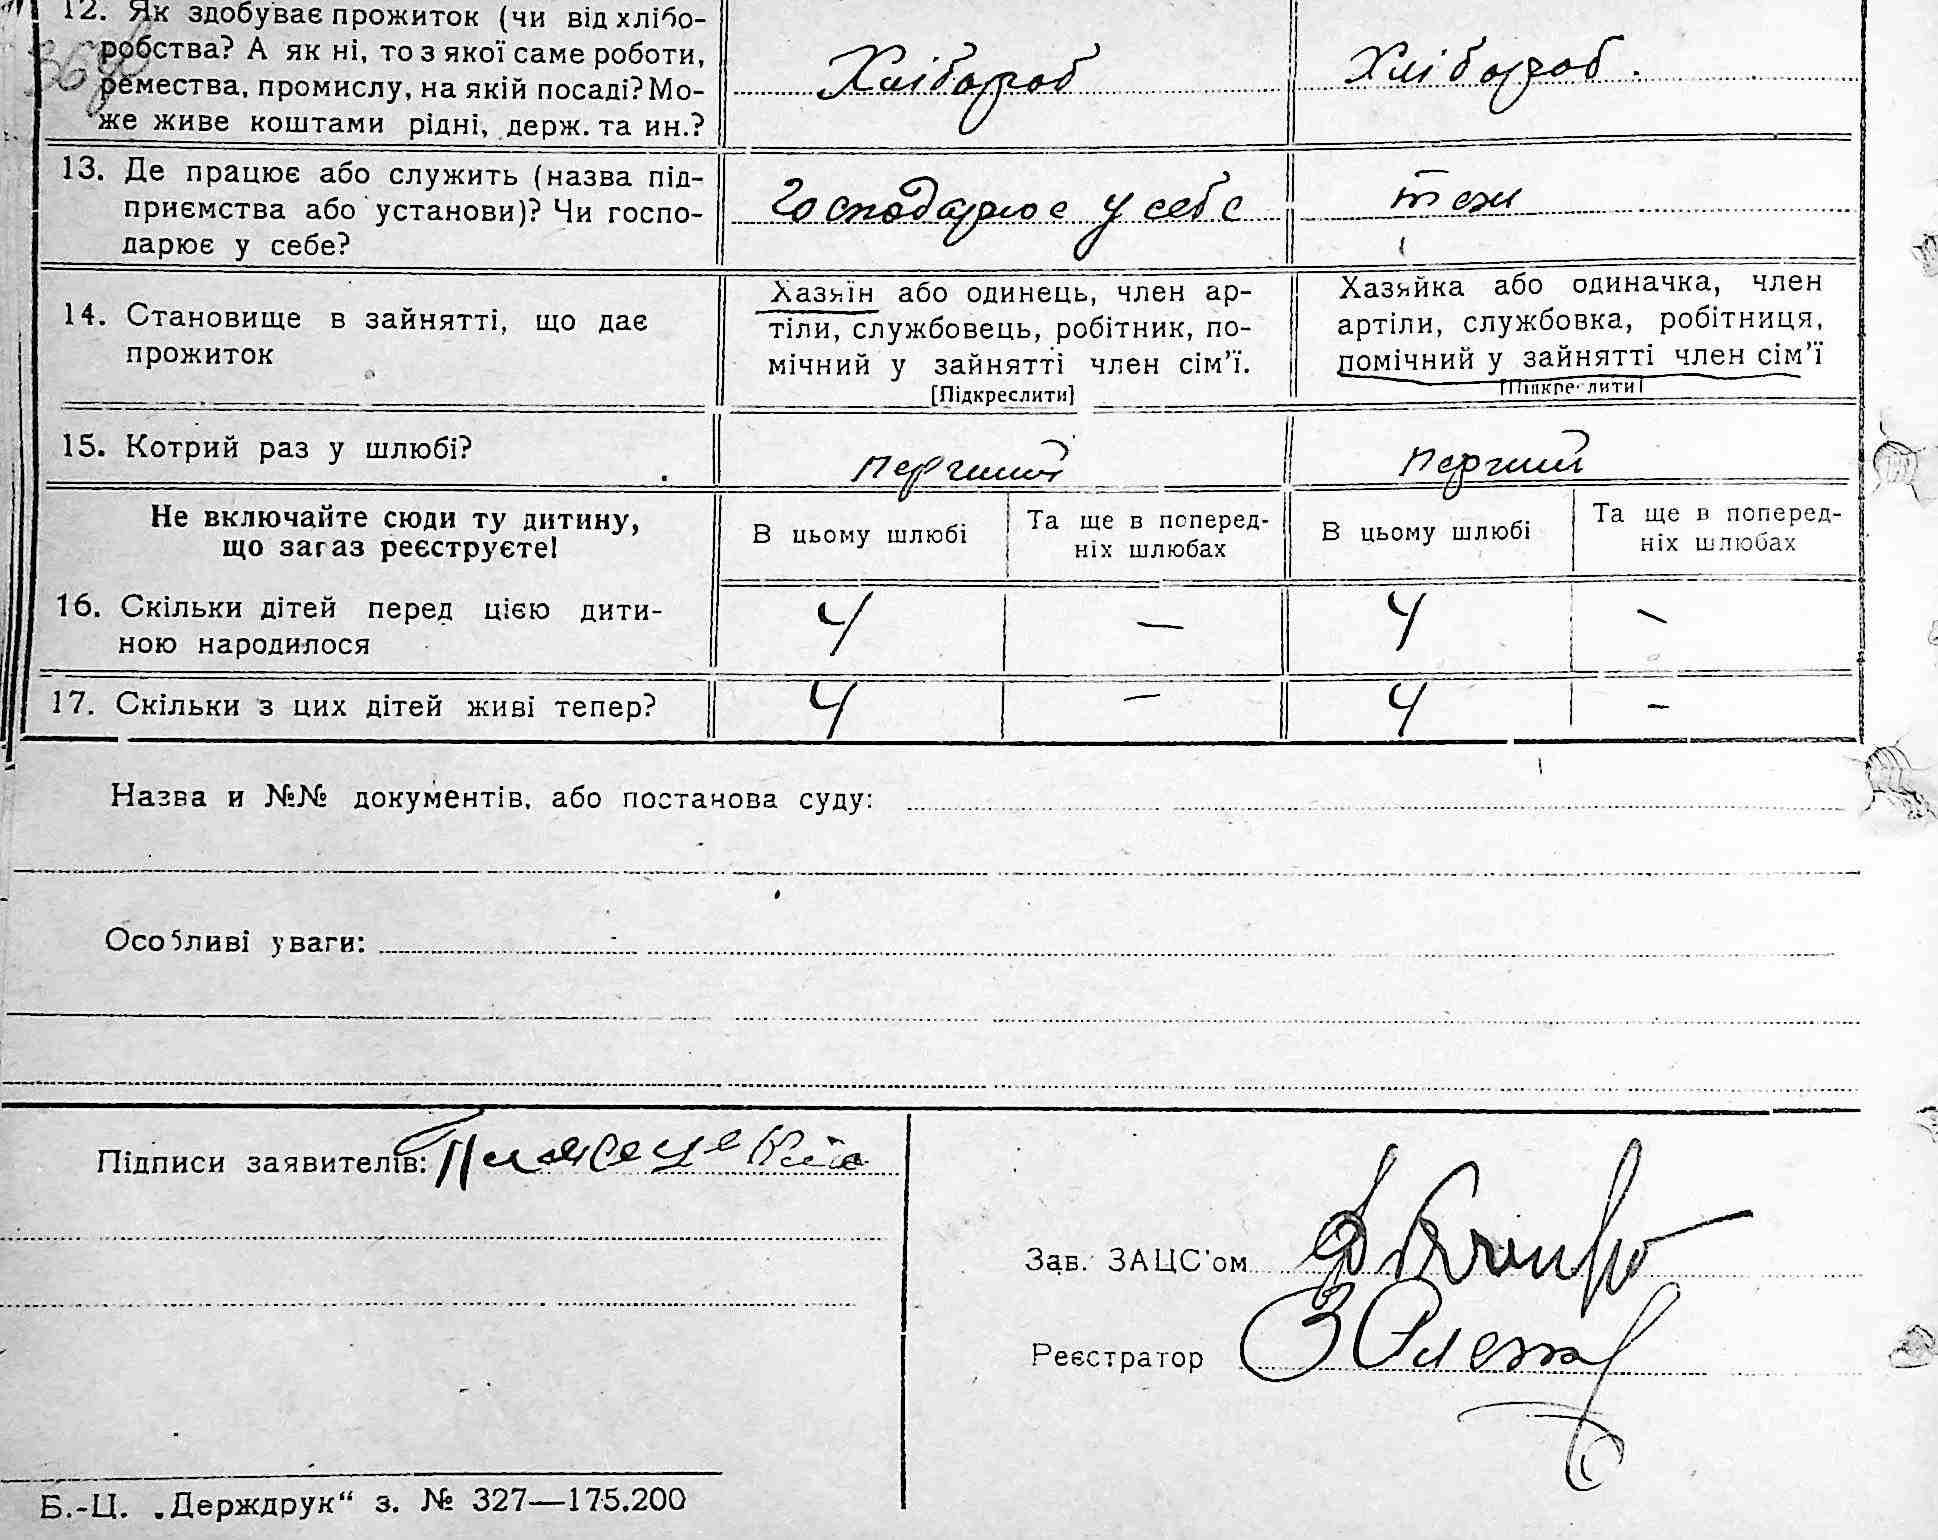 12. Як здобуває прожиток (чи від хлібо-
робства? А як ні, то з якої саме роботи,
ремества, промислу, на якій посаді? Мо-
же живе коштами рідні, держ. та ин.?
Хлібороб
Хлібороб.
13. Де працює або служить (назва під-
приємства або установи)? Чи госпо-
дарює у себе?
Господарює у себе
теж
14. Становище в зайнятті, що дає
прожиток
Хазяїн або одинець, член ар-
тіли, службовець, робітник, по-
мічний у зайнятті член сім'ї.
[Підкреслити]
Хазяйка або одиначка, член
артіли, службовка, робітниця,
помічний у зайнятті член сім'ї
[Підкреслити]
15. Котрий раз у шлюбі?
перший
перший
Не включайте сюди ту дитину,
що зараз реєструєте!
В цьому шлюбі
Та ще в поперед-
ніх шлюбах
В цьому шлюбі
Та ще в поперед-
ніх шлюбах
16. Скільки дітей перед цією дити-
ною народилося
4 — 4 -
17. Скільки з цих дітей живі тепер?
4 — 4 -
Назва и №№ документів, або постанова суду:
Особливі уваги:
Підписи заявителів:
Зав. ЗАЦС'ом
Реєстратор
Б.-Ц. „Держдрук“ з. № 327—175.200